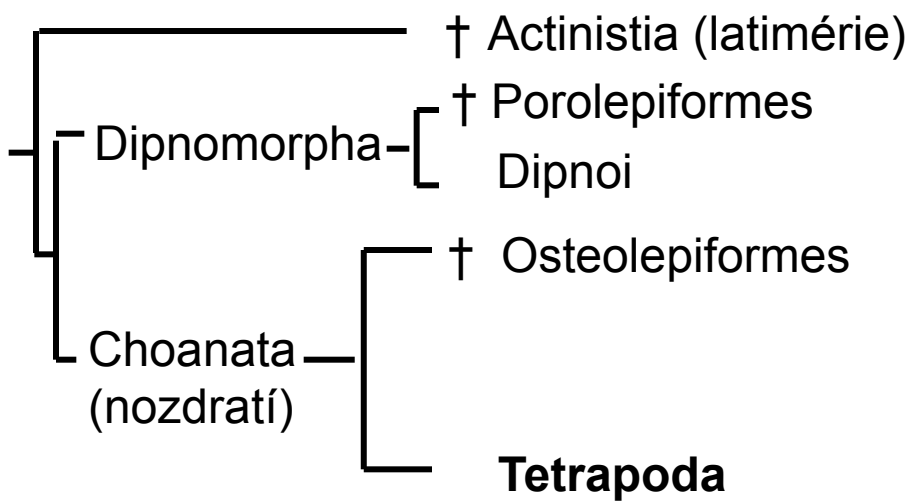 † Actinistia (latimérie)
† Porolepiformes
Dipnomorpha
Dipnoi
† Osteolepiformes
Choanata
(nozdratí)
Tetrapoda